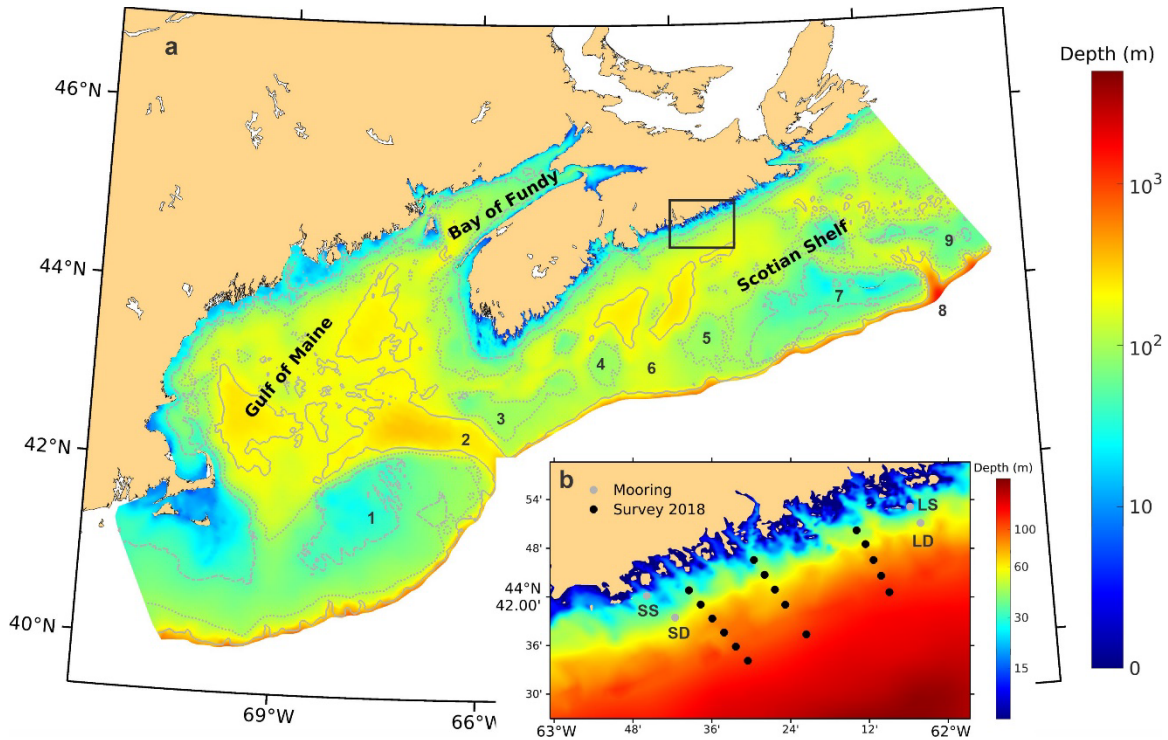 a
Depth (m)
46°N
44°N
42°N
40°N
69°W
66°W
Bay of Fundy
Gulf of Maine
Scotian Shelf
1
2
3
4
5
6
7
8
9
10³
10²
10
0
b
Mooring
Survey 2018
LS
LD
SS
SD
54'
48'
44°N
42.00'
36'
30'
63°W
48'
36'
24'
12'
62°W
Depth (m)
100
60
30
15